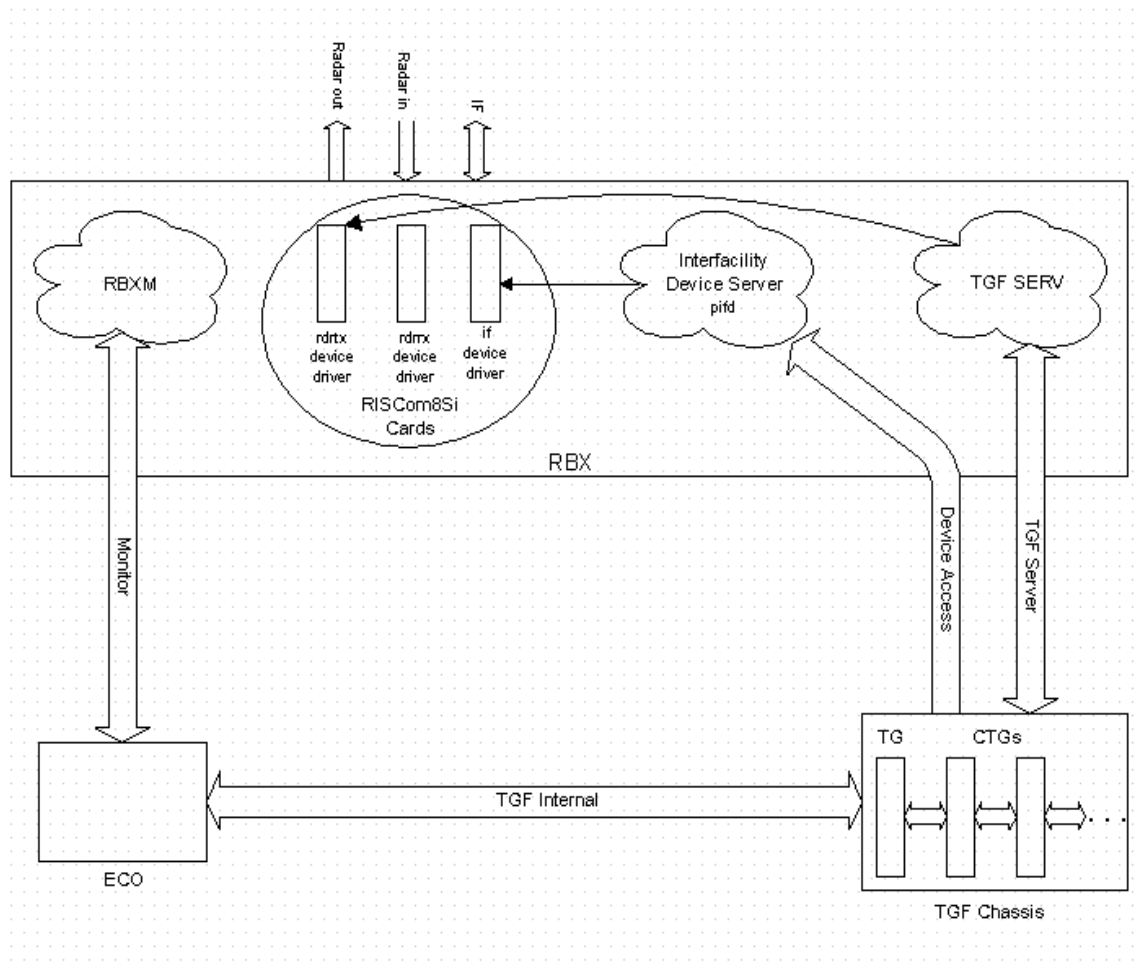 Radar out
Radar in
IF
RBXM
rdrtx
device
driver
rdrrx
device
driver
if
device
driver
RISCom8Si
Cards
Interfacility
Device Server
pifd
TGF SERV
RBX
Monitor
Device Access
TGF Server
TGF Internal
ECO
TG
CTGs
. . .
TGF Chassis